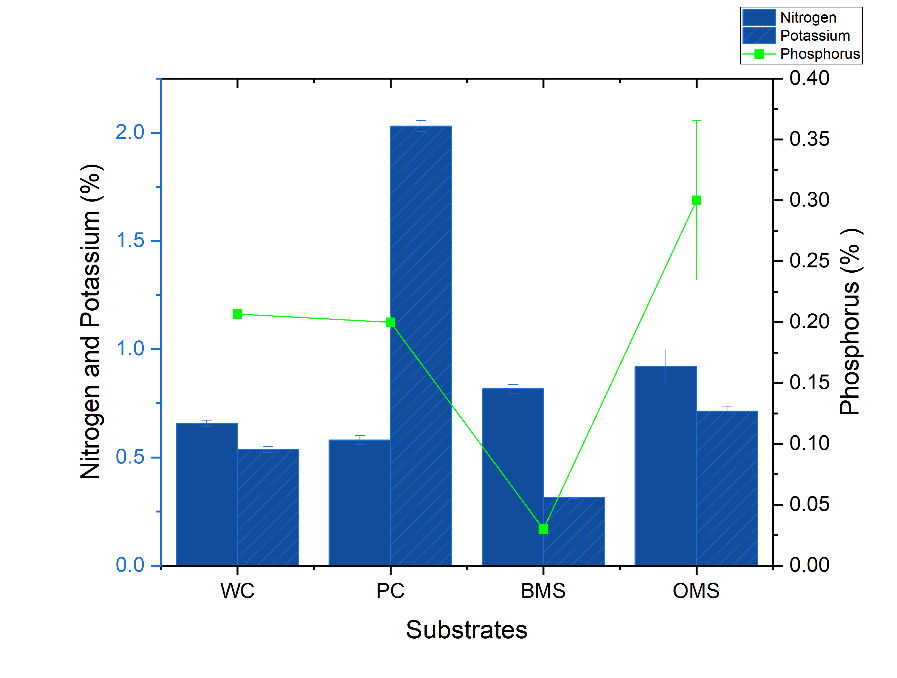 Nitrogen
Potassium
Phosphorus
Nitrogen and Potassium (%)
2.0
1.5
1.0
0.5
0.0
0.40
0.35
0.30
0.25
0.20
0.15
0.10
0.05
0.00
Phosphorus (% )
WC PC BMS OMS
Substrates